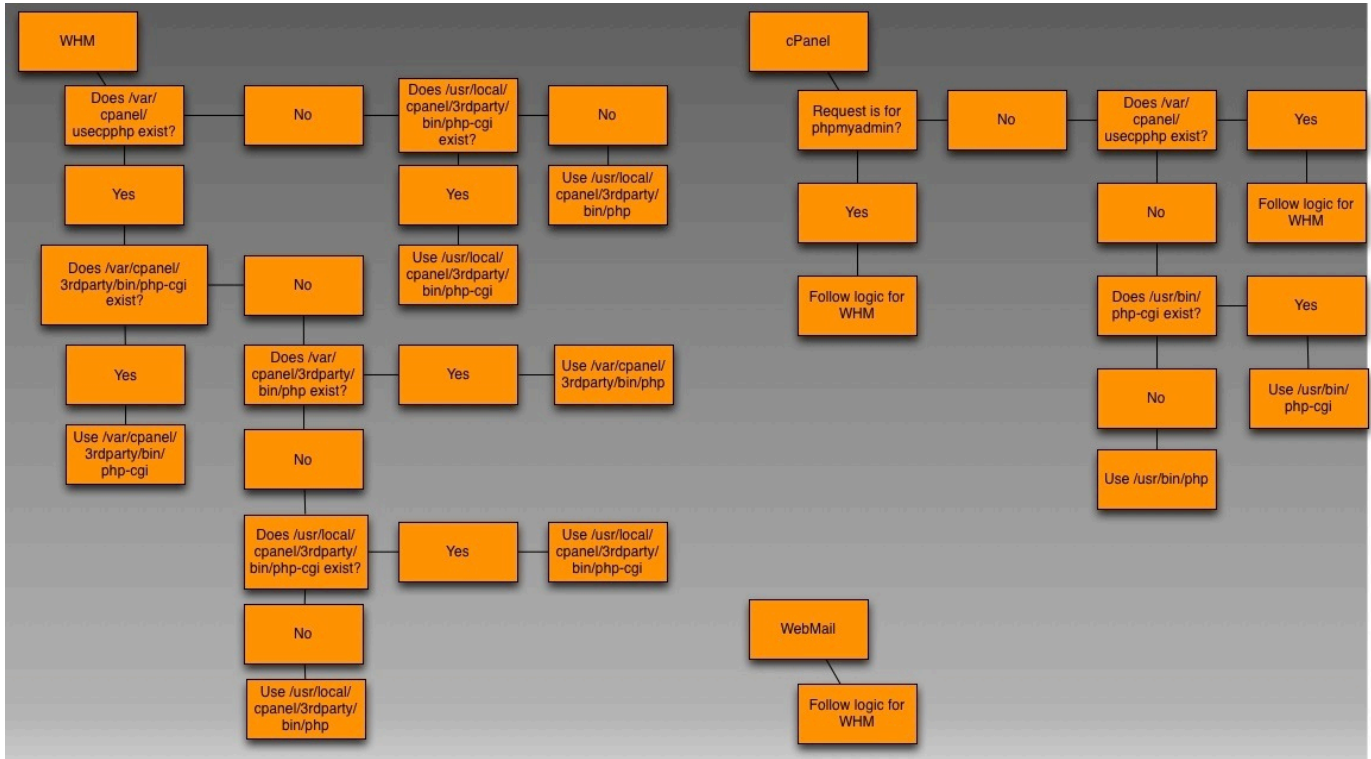 WHM
Does /var/
cpanel/
usecpphp exist?
No
Does /usr/local/
cpanel/3rdparty/
bin/php-cgi
exist?
No
Yes
Yes
Use /usr/local/
cpanel/3rdparty/
bin/php
Does /var/cpanel/
3rdparty/bin/php-cgi
exist?
No
Use /usr/local/
cpanel/3rdparty/
bin/php-cgi
Yes
Does /var/
cpanel/3rdparty/
bin/php exist?
Yes
Use /var/cpanel/
3rdparty/bin/php
Use /var/cpanel/
3rdparty/bin/
php-cgi
No
Does /usr/local/
cpanel/3rdparty/
bin/php-cgi exist?
Yes
Use /usr/local/
cpanel/3rdparty/
bin/php-cgi
No
Use /usr/local/
cpanel/3rdparty/
bin/php
cPanel
Request is for
phpmyadmin?
No
Does /var/
cpanel/
usecpphp exist?
Yes
Yes
No
Follow logic for
WHM
Follow logic for
WHM
Does /usr/bin/
php-cgi exist?
Yes
No
Use /usr/bin/
php-cgi
Use /usr/bin/php
WebMail
Follow logic for
WHM